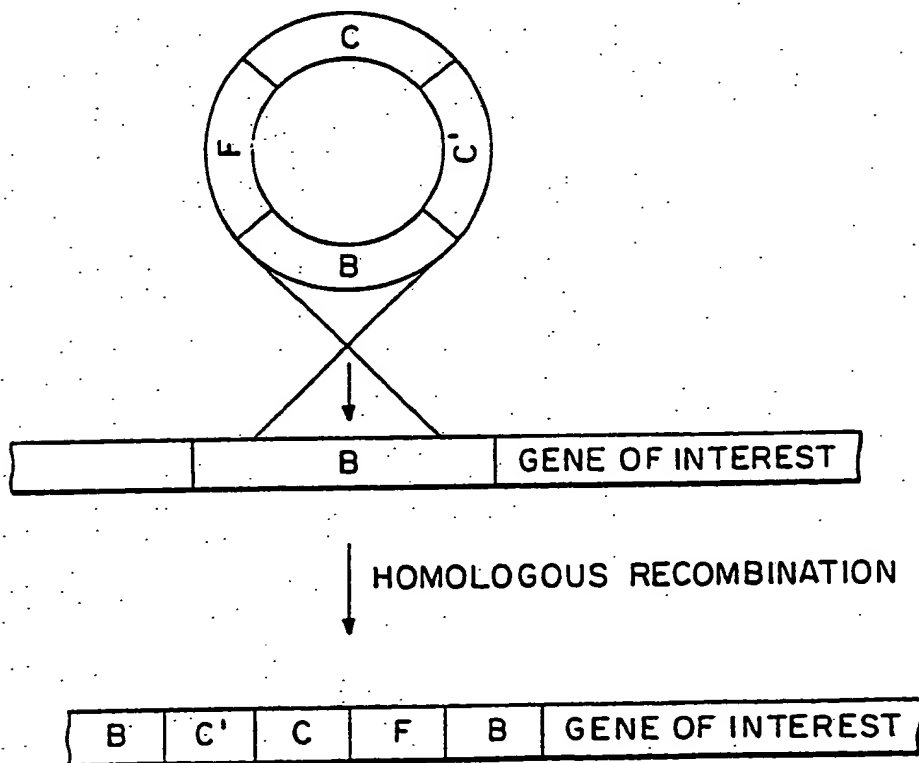 C
F
C'
B
B GENE OF INTEREST
HOMOLOGOUS RECOMBINATION
B C' C F B GENE OF INTEREST